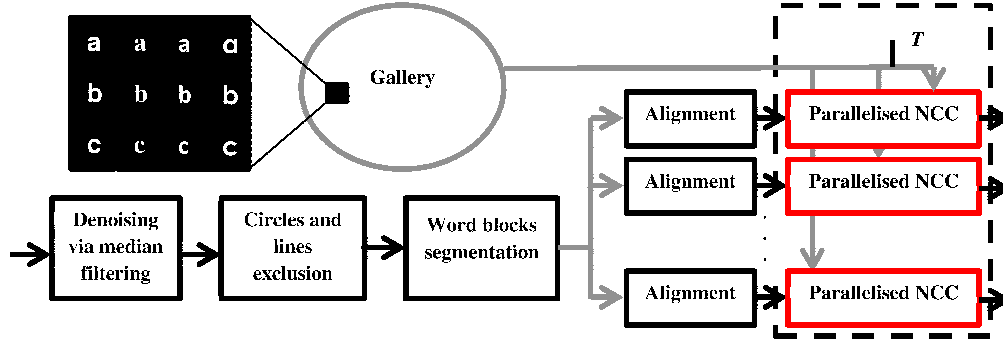 a a a a
b b b b
c c c c
Gallery
T
Alignment
Parallelised NCC
Alignment
Parallelised NCC
Denoising
via median
filtering
Circles and
lines
exclusion
Word blocks
segmentation
Alignment
Parallelised NCC